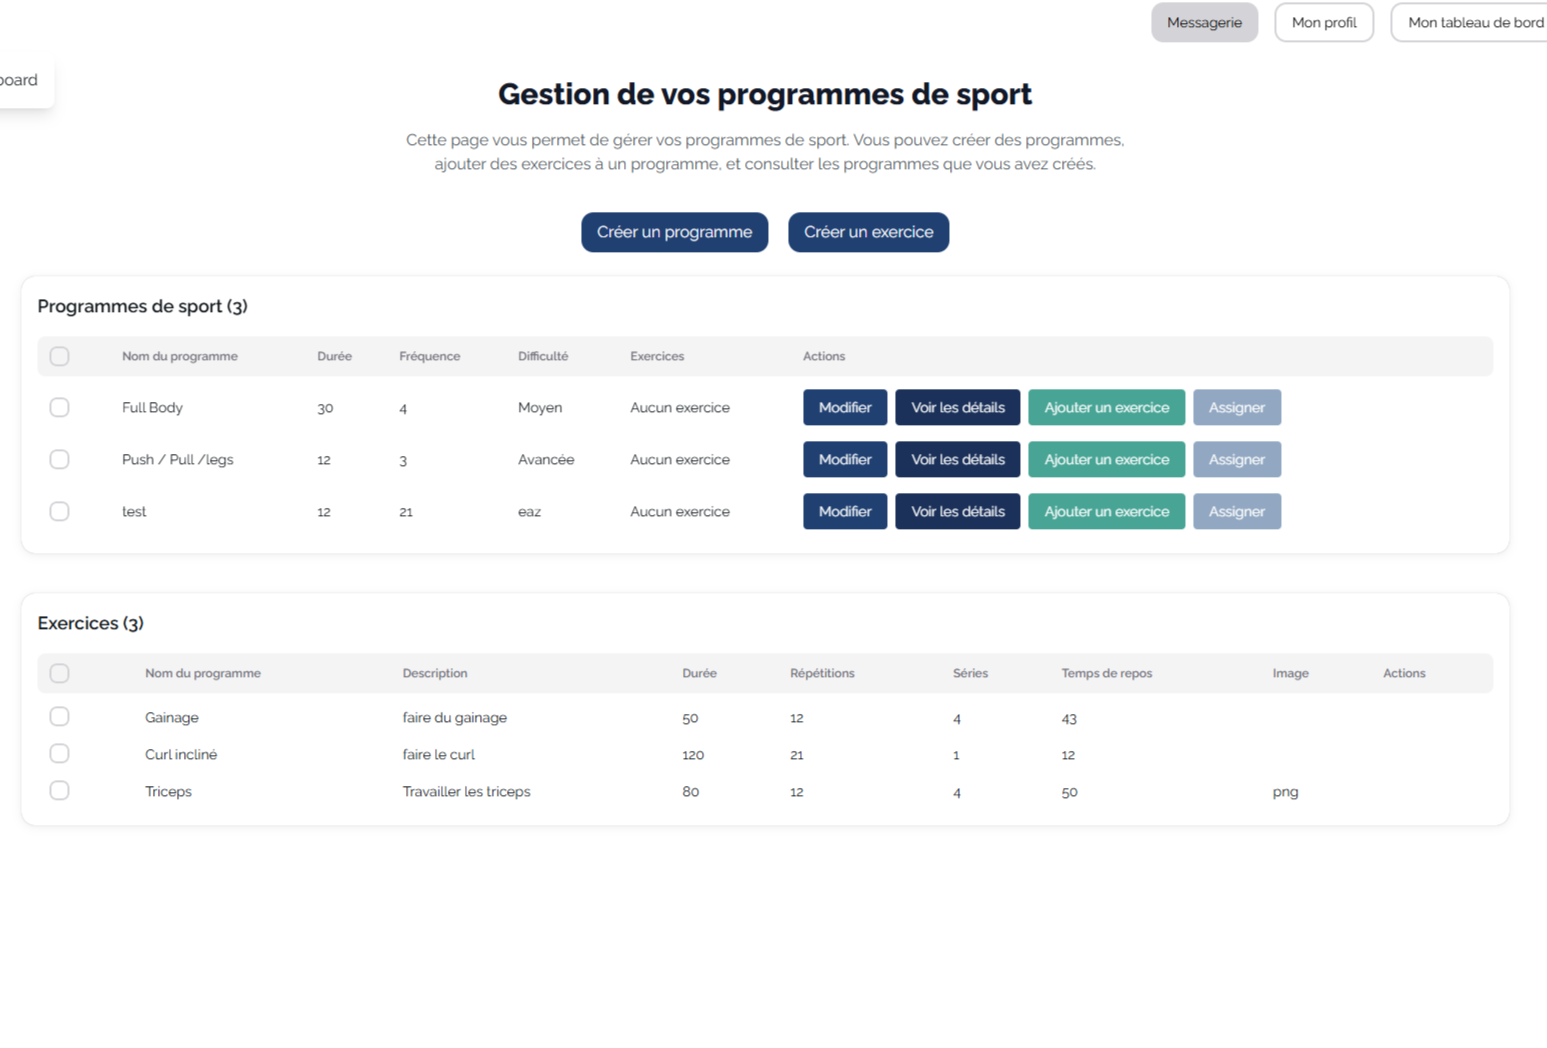 Messagerie Mon profil Mon tableau de bord
board
Gestion de vos programmes de sport
Cette page vous permet de gérer vos programmes de sport. Vous pouvez créer des programmes,
ajouter des exercices à un programme, et consulter les programmes que vous avez créés.
Créer un programme Créer un exercice
Programmes de sport (3)
Nom du programme Durée Fréquence Difficulté Exercices Actions
Full Body 30 4 Moyen Aucun exercice Modifier Voir les détails Ajouter un exercice Assigner
Push / Pull /legs 12 3 Avancée Aucun exercice Modifier Voir les détails Ajouter un exercice Assigner
test 12 21 eaz Aucun exercice Modifier Voir les détails Ajouter un exercice Assigner
Exercices (3)
Nom du programme Description Durée Répétitions Séries Temps de repos Image Actions
Gainage faire du gainage 50 12 4 43
Curl incliné faire le curl 120 21 1 12
Triceps Travailler les triceps 80 12 4 50 png